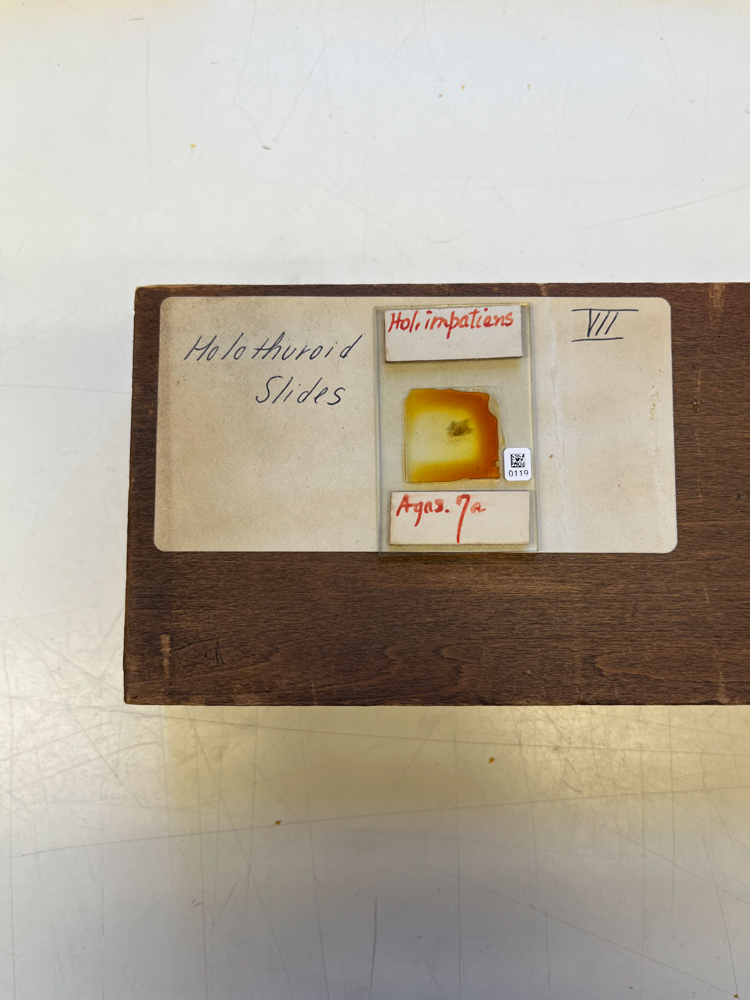 Holothuroid
Slides
Hol. impatiens
0119
Agas. 7a
VII